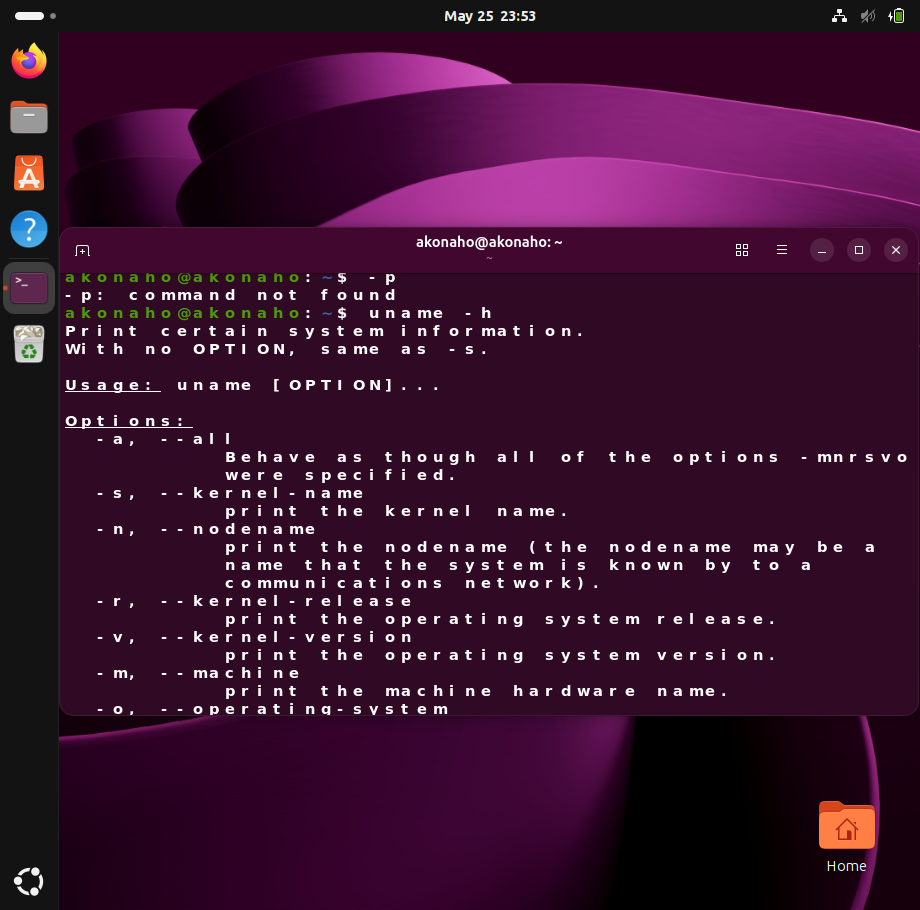 May 25 23:53
akonaho@akonaho: ~
~
akonaho@akonaho:~$ -p
-p: command not found
akonaho@akonaho:~$ uname -h
Print certain system information.
With no OPTION, same as -s.
Usage: uname [OPTION]...
Options:
-a, --all
Behave as though all of the options -mnrsvo
were specified.
-s, --kernel-name
print the kernel name.
-n, --nodename
print the nodename (the nodename may be a
name that the system is known by to a
communications network).
-r, --kernel-release
print the operating system release.
-v, --kernel-version
print the operating system version.
-m, --machine
print the machine hardware name.
-o, --operating-system
Home